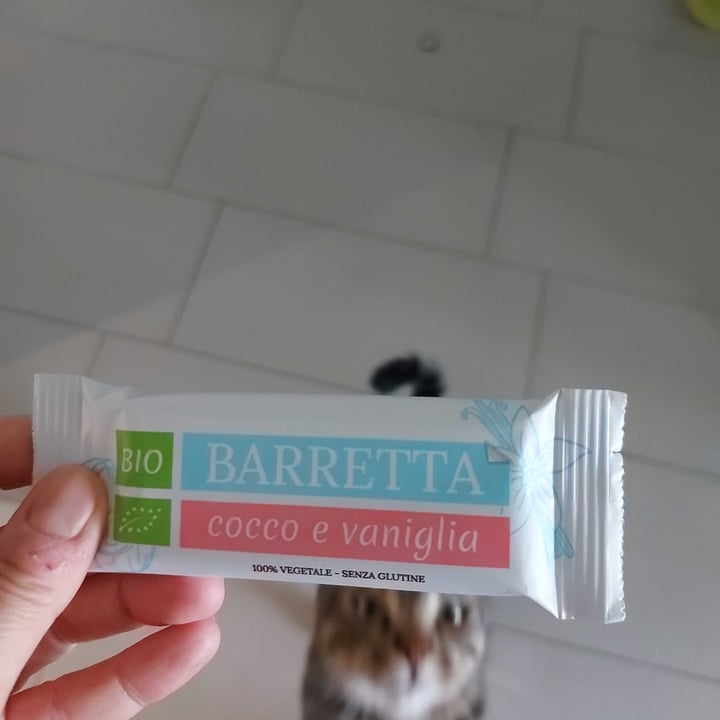 BIO
BARRETTA
cocco e vaniglia
100% VEGETALE - SENZA GLUTINE